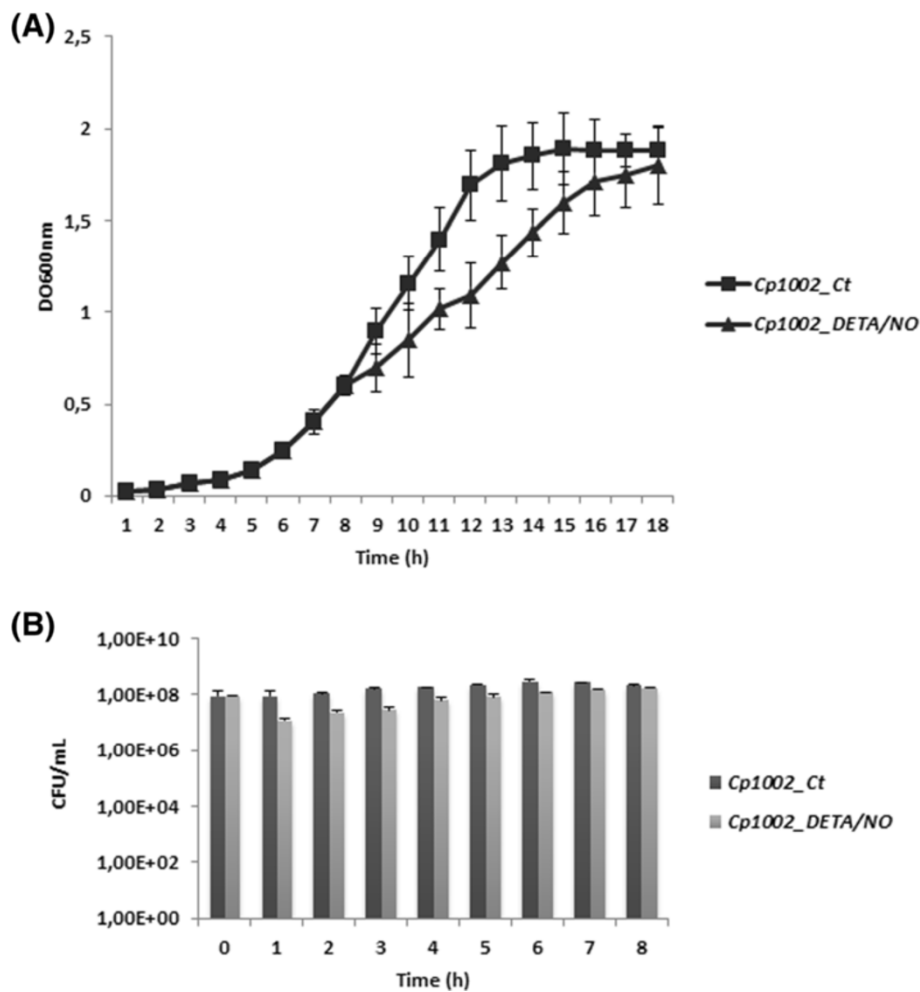 (A)
2,5
2
1,5
1
0,5
0
DO600nm
1 2 3 4 5 6 7 8 9 10 11 12 13 14 15 16 17 18
Time (h)
Cp1002_Ct
Cp1002_DETA/NO
(B)
1,00E+10
1,00E+08
1,00E+06
1,00E+04
1,00E+02
1,00E+00
CFU/mL
0 1 2 3 4 5 6 7 8
Time (h)
Cp1002_Ct
Cp1002_DETA/NO